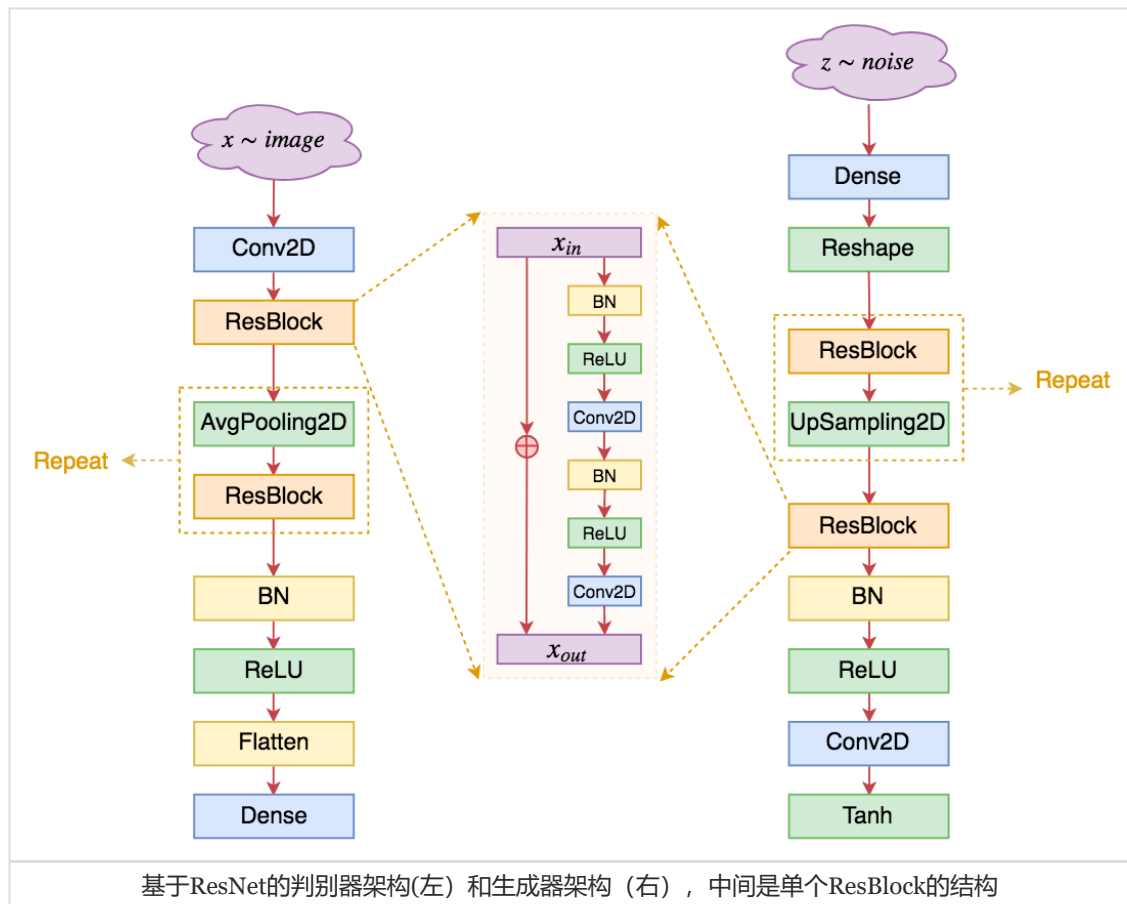 x ~ image
Conv2D
ResBlock
AvgPooling2D
Repeat
ResBlock
BN
ReLU
Flatten
Dense
x_in
BN
ReLU
Conv2D
BN
ReLU
Conv2D
x_out
z ~ noise
Dense
Reshape
ResBlock
Repeat
UpSampling2D
ResBlock
BN
ReLU
Conv2D
Tanh
基于ResNet的判别器架构(左）和生成器架构（右），中间是单个ResBlock的结构